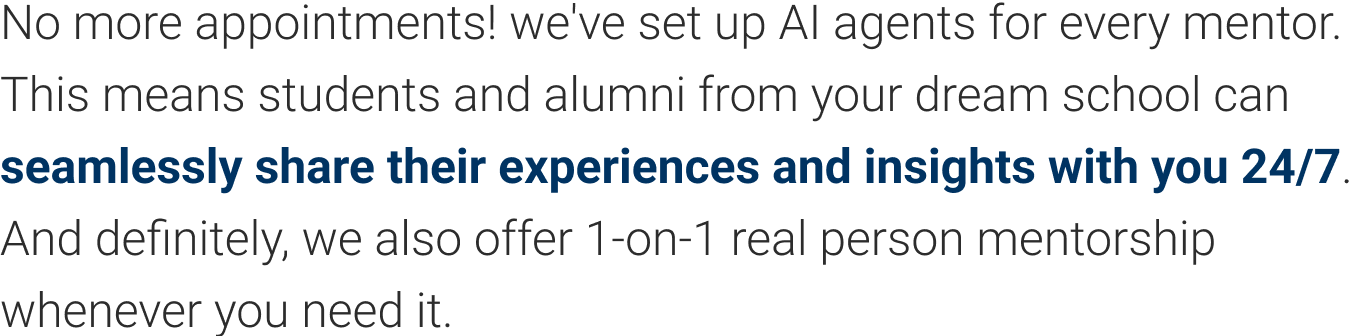 No more appointments! we've set up AI agents for every mentor.
This means students and alumni from your dream school can
seamlessly share their experiences and insights with you 24/7.
And definitely, we also offer 1-on-1 real person mentorship
whenever you need it.